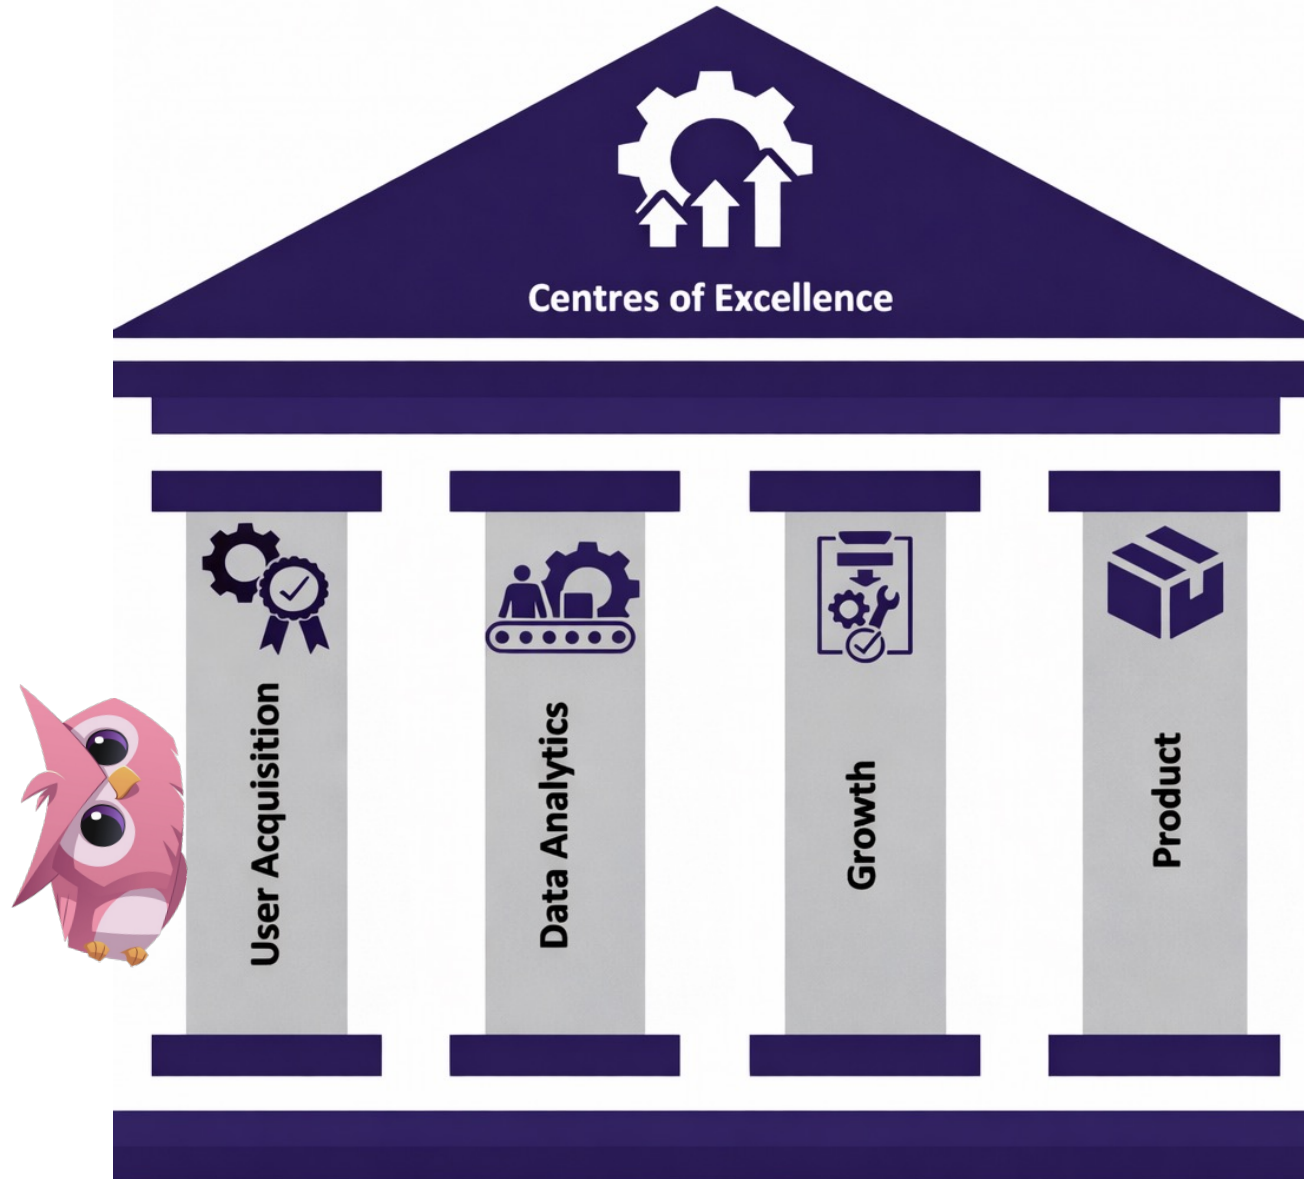 Centres of Excellence
User Acquisition
Data Analytics
Growth
Product